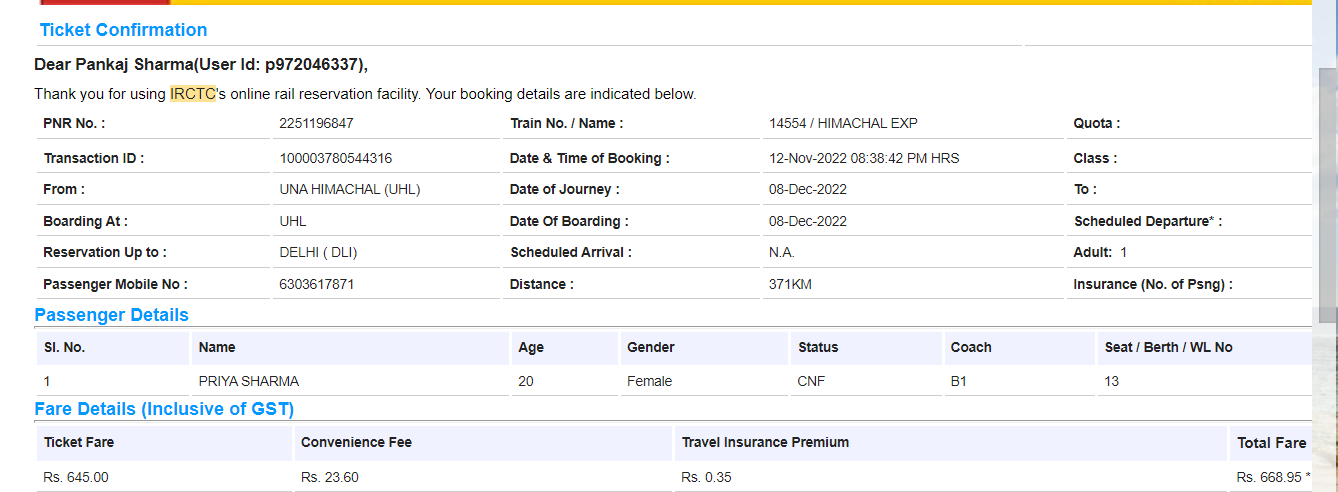 Ticket Confirmation
Dear Pankaj Sharma(User Id: p972046337),
Thank you for using IRCTC's online rail reservation facility. Your booking details are indicated below.
PNR No. : 2251196847 Train No. / Name : 14554 / HIMACHAL EXP Quota :
Transaction ID : 100003780544316 Date & Time of Booking : 12-Nov-2022 08:38:42 PM HRS Class :
From : UNA HIMACHAL (UHL) Date of Journey : 08-Dec-2022 To :
Boarding At : UHL Date Of Boarding : 08-Dec-2022 Scheduled Departure* :
Reservation Up to : DELHI ( DLI) Scheduled Arrival : N.A. Adult: 1
Passenger Mobile No : 6303617871 Distance : 371KM Insurance (No. of Psng) :
Passenger Details
Sl. No. Name Age Gender Status Coach Seat / Berth / WL No
1 PRIYA SHARMA 20 Female CNF B1 13
Fare Details (Inclusive of GST)
Ticket Fare Convenience Fee Travel Insurance Premium Total Fare
Rs. 645.00 Rs. 23.60 Rs. 0.35 Rs. 668.95 *